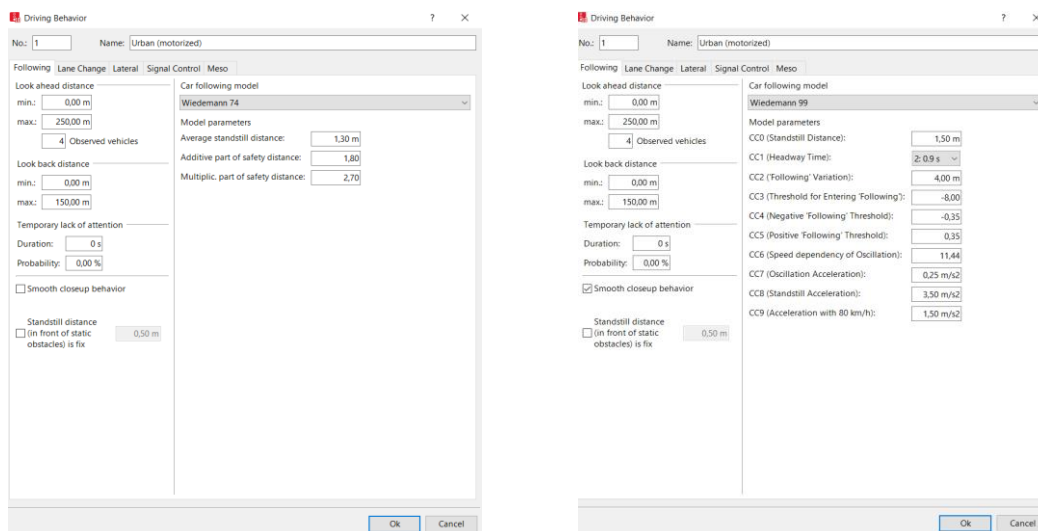 Driving Behavior
? ×
No.: 1 Name: Urban (motorized)
Following Lane Change Lateral Signal Control Meso
Look ahead distance
min.: 0,00 m
max.: 250,00 m
4 Observed vehicles
Look back distance
min.: 0,00 m
max.: 150,00 m
Temporary lack of attention
Duration: 0 s
Probability: 0,00 %
Smooth closeup behavior
Standstill distance
(in front of static
obstacles) is fix
0,50 m
Car following model
Wiedemann 74
Model parameters
Average standstill distance: 1,30 m
Additive part of safety distance: 1,80
Multiplic. part of safety distance: 2,70
Ok Cancel
Driving Behavior
? ×
No.: 1 Name: Urban (motorized)
Following Lane Change Lateral Signal Control Meso
Look ahead distance
min.: 0,00 m
max.: 250,00 m
4 Observed vehicles
Look back distance
min.: 0,00 m
max.: 150,00 m
Temporary lack of attention
Duration: 0 s
Probability: 0,00 %
Smooth closeup behavior
Standstill distance
(in front of static
obstacles) is fix
0,50 m
Car following model
Wiedemann 99
Model parameters
CC0 (Standstill Distance): 1,50 m
CC1 (Headway Time): 2: 0.9 s
CC2 ('Following' Variation): 4,00 m
CC3 (Threshold for Entering 'Following'): -8,00
CC4 (Negative 'Following' Threshold): -0,35
CC5 (Positive 'Following' Threshold): 0,35
CC6 (Speed dependency of Oscillation): 11,44
CC7 (Oscillation Acceleration): 0,25 m/s2
CC8 (Standstill Acceleration): 3,50 m/s2
CC9 (Acceleration with 80 km/h): 1,50 m/s2
Ok Cancel